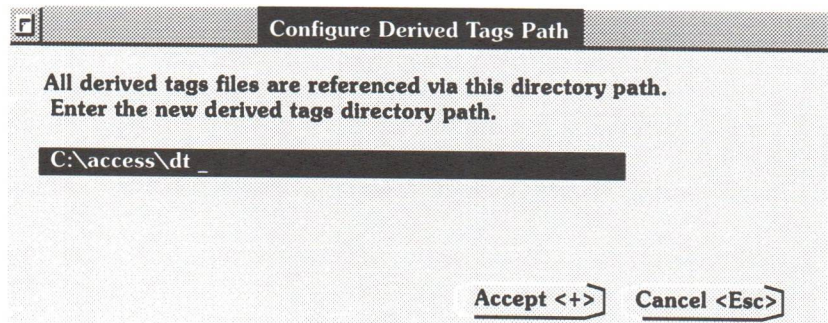 Configure Derived Tags Path
All derived tags files are referenced via this directory path.
Enter the new derived tags directory path.
C:\access\dt _
Accept <+> Cancel <Esc>